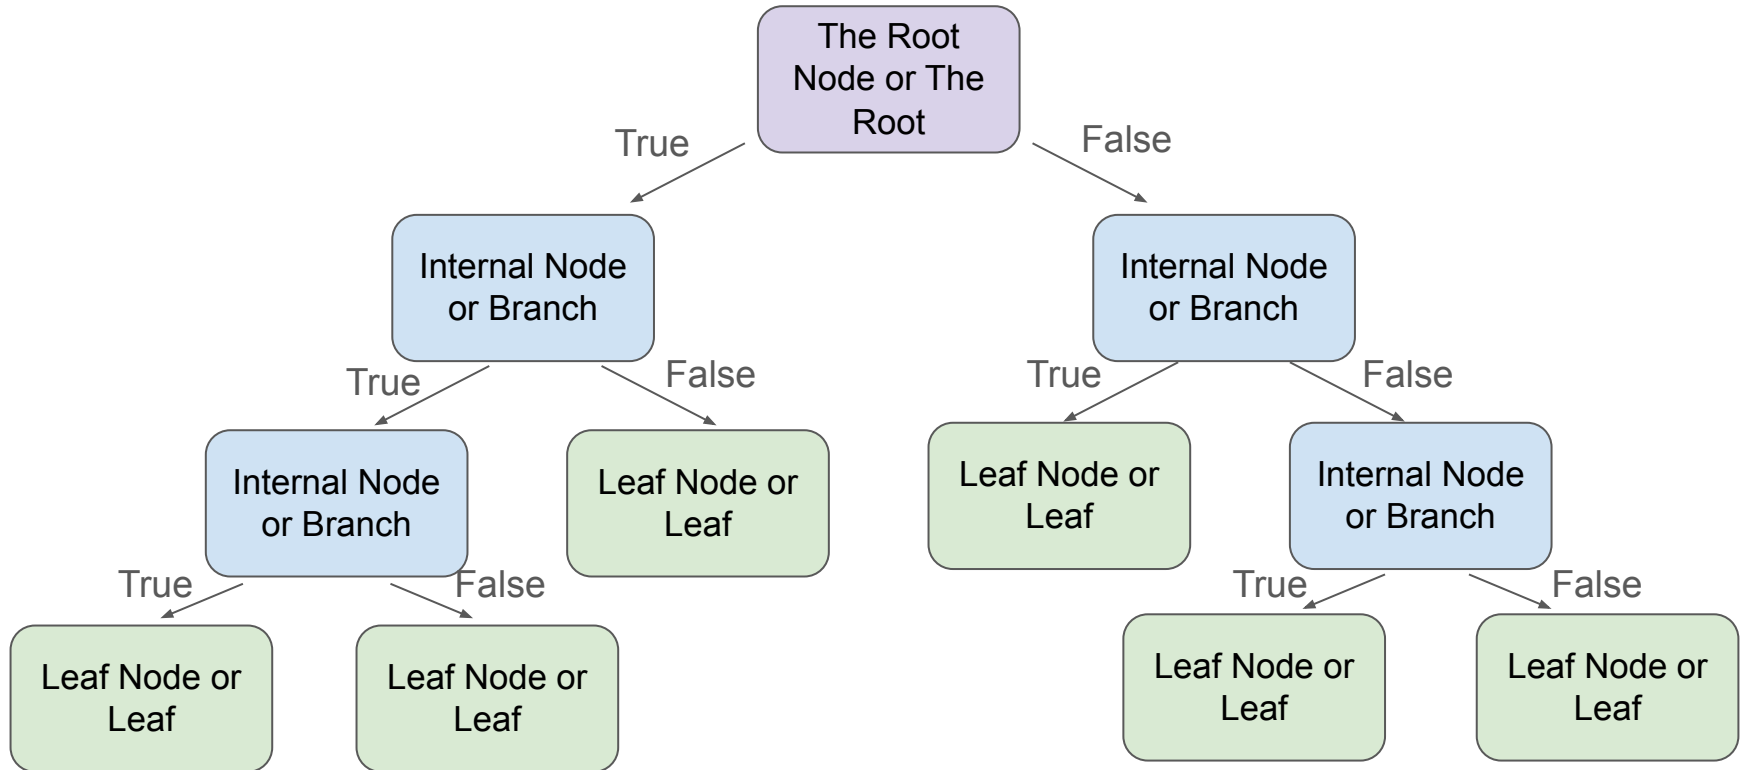 The Root
Node or The
Root
True
False
Internal Node
or Branch
Internal Node
or Branch
True
False
True
False
Internal Node
or Branch
Leaf Node or
Leaf
Leaf Node or
Leaf
Internal Node
or Branch
True
False
True
False
Leaf Node or
Leaf
Leaf Node or
Leaf
Leaf Node or
Leaf
Leaf Node or
Leaf